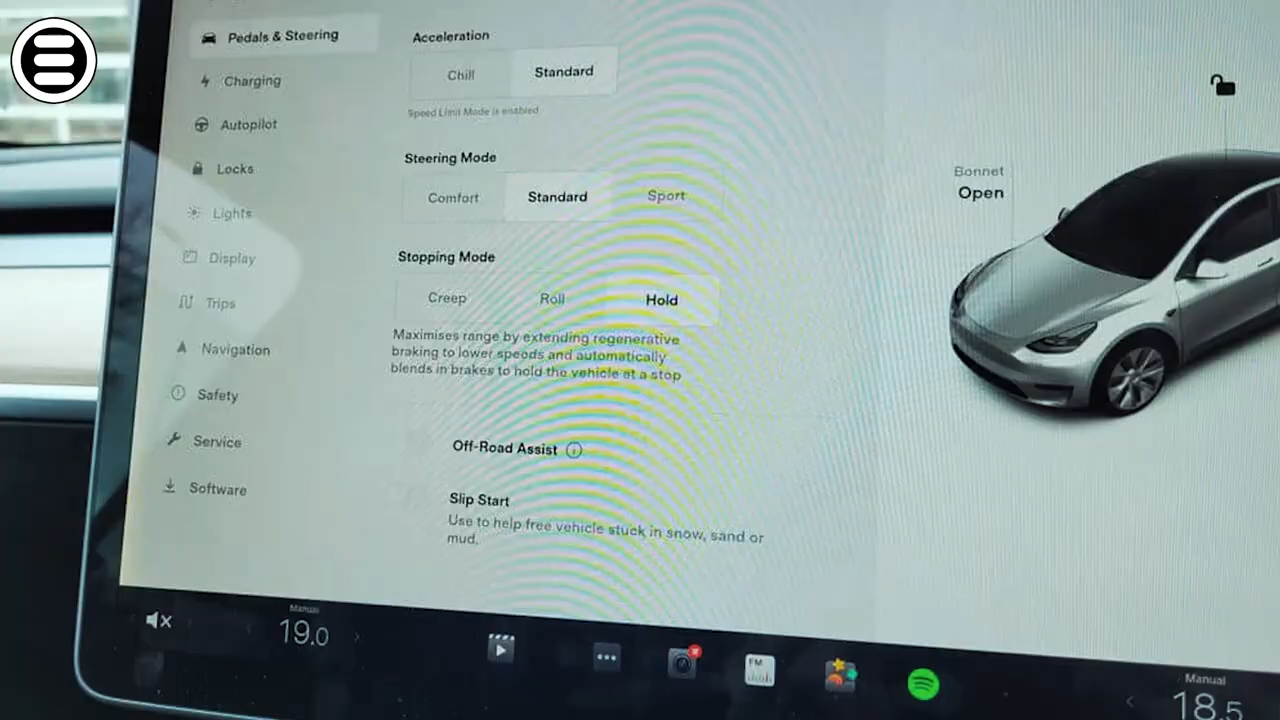 Pedals & Steering
Charging
Autopilot
Locks
Lights
Display
Trips
Navigation
Safety
Service
Software
Acceleration
Chill Standard
Speed Limit Mode is enabled
Steering Mode
Comfort Standard Sport
Stopping Mode
Creep Roll Hold
Maximises range by extending regenerative
braking to lower speeds and automatically
blends in brakes to hold the vehicle at a stop
Off-Road Assist
Slip Start
Use to help free vehicle stuck in snow, sand or
mud.
Bonnet
Open
Manual
19.0
FM
Manual
18.5